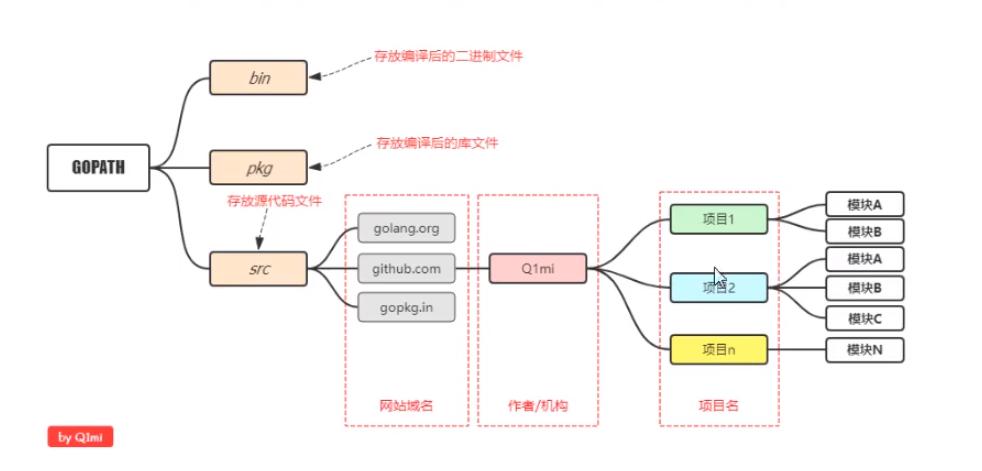 存放编译后的二进制文件
bin
GOPATH
存放编译后的库文件
pkg
存放源代码文件
src
golang.org
github.com
gopkg.in
网站域名
Q1mi
作者/机构
项目1
项目2
项目n
项目名
模块A
模块B
模块A
模块B
模块C
模块N
by Q1mi